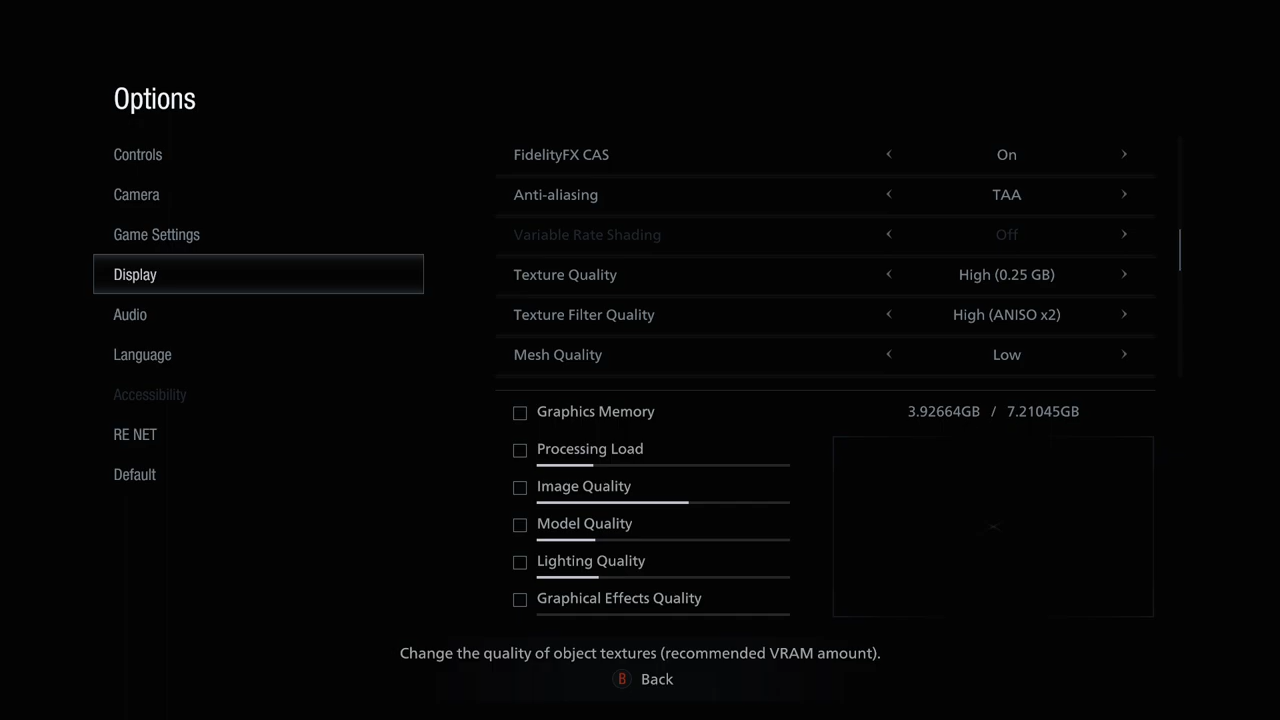 Options
Controls
Camera
Game Settings
Display
Audio
Language
Accessibility
RE NET
Default
FidelityFX CAS On
Anti-aliasing TAA
Variable Rate Shading Off
Texture Quality High (0.25 GB)
Texture Filter Quality High (ANISO x2)
Mesh Quality Low
Graphics Memory 3.92664GB / 7.21045GB
Processing Load
Image Quality
Model Quality
Lighting Quality
Graphical Effects Quality
Change the quality of object textures (recommended VRAM amount).
B Back